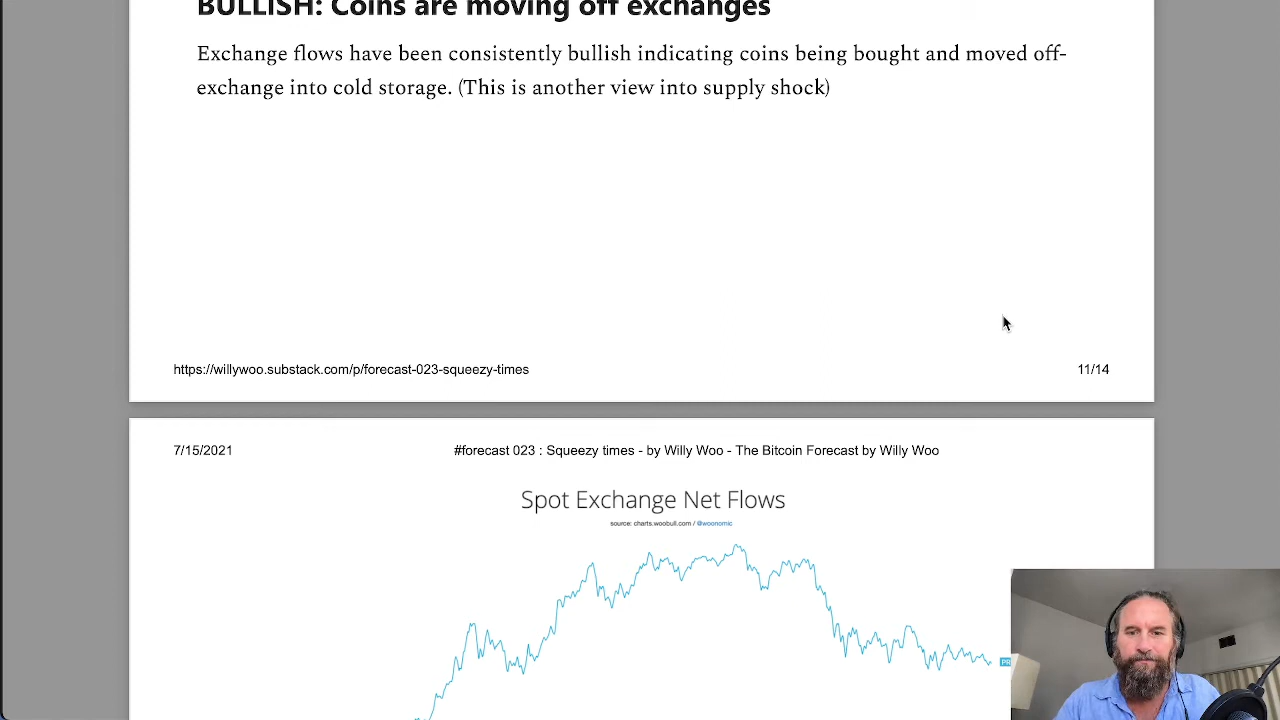 BULLISH: Coins are moving off exchanges
Exchange flows have been consistently bullish indicating coins being bought and moved off-
exchange into cold storage. (This is another view into supply shock)
https://willywoo.substack.com/p/forecast-023-squeezy-times
11/14
7/15/2021
#forecast 023 : Squeezy times - by Willy Woo - The Bitcoin Forecast by Willy Woo
Spot Exchange Net Flows
source: charts.woobull.com / @woonomic